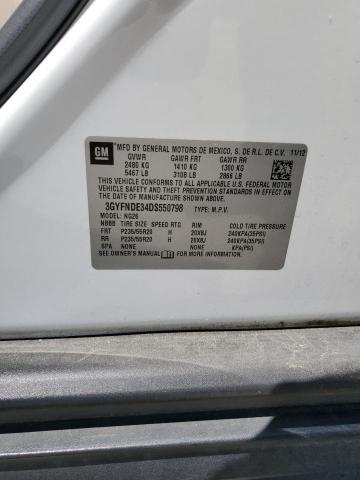 GM MFD BY GENERAL MOTORS DE MEXICO, S. DE R.L. DE C.V. 11/12
GVWR GAWR FRT GAWR RR
2480 KG 1410 KG 1300 KG
5467 LB 3108 LB 2866 LB
THIS VEHICLE CONFORMS TO ALL APPLICABLE U.S. FEDERAL MOTOR
VEHICLE SAFETY AND THEFT PREVENTION STANDARDS IN EFFECT ON
THE DATE OF MANUFACTURE SHOWN ABOVE.
3GYFNDE34DS550798 TYPE: M.P.V.
MODEL: NG26
NBBB TIRE SIZE SPEED RTG RIM COLD TIRE PRESSURE
FRT P235/55R20 H 20X8J 240KPA(35PSI)
RR P235/55R20 H 20X8J 240KPA(35PSI)
SPA NONE NONE KPA(PSI)
SEE OWNER'S MANUAL FOR MORE INFORMATION.